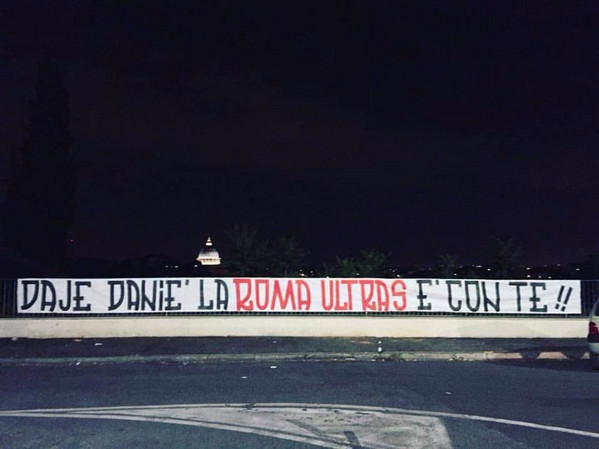 DAJE DANIE' LA ROMA ULTRAS E' CON TE!!